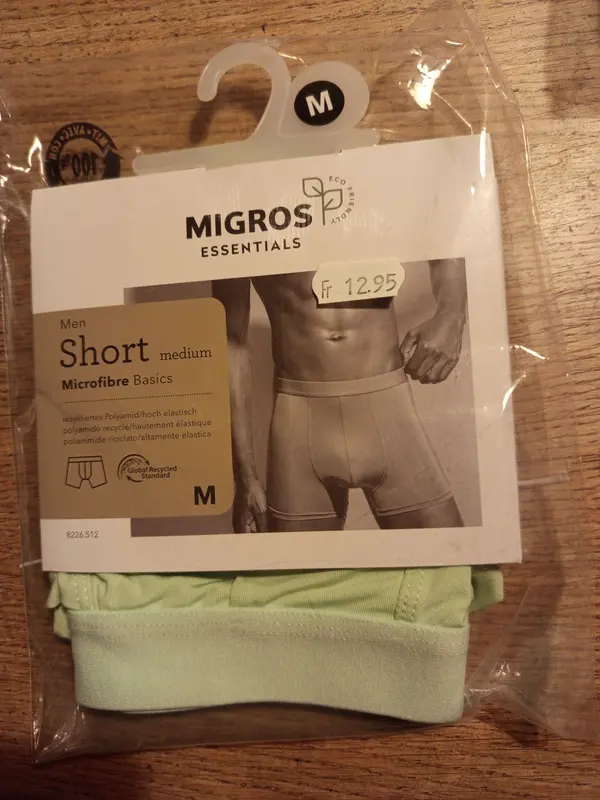 M
100%
MIGROS
ESSENTIALS
ECO FRIENDLY
Fr 12.95
Men
Short medium
Microfibre Basics
rezykliertes Polyamid/hoch elastisch
polyamide recyclé/hautement élastique
poliammide riciclato/altamente elastica
Global Recycled
Standard
M
8226.512